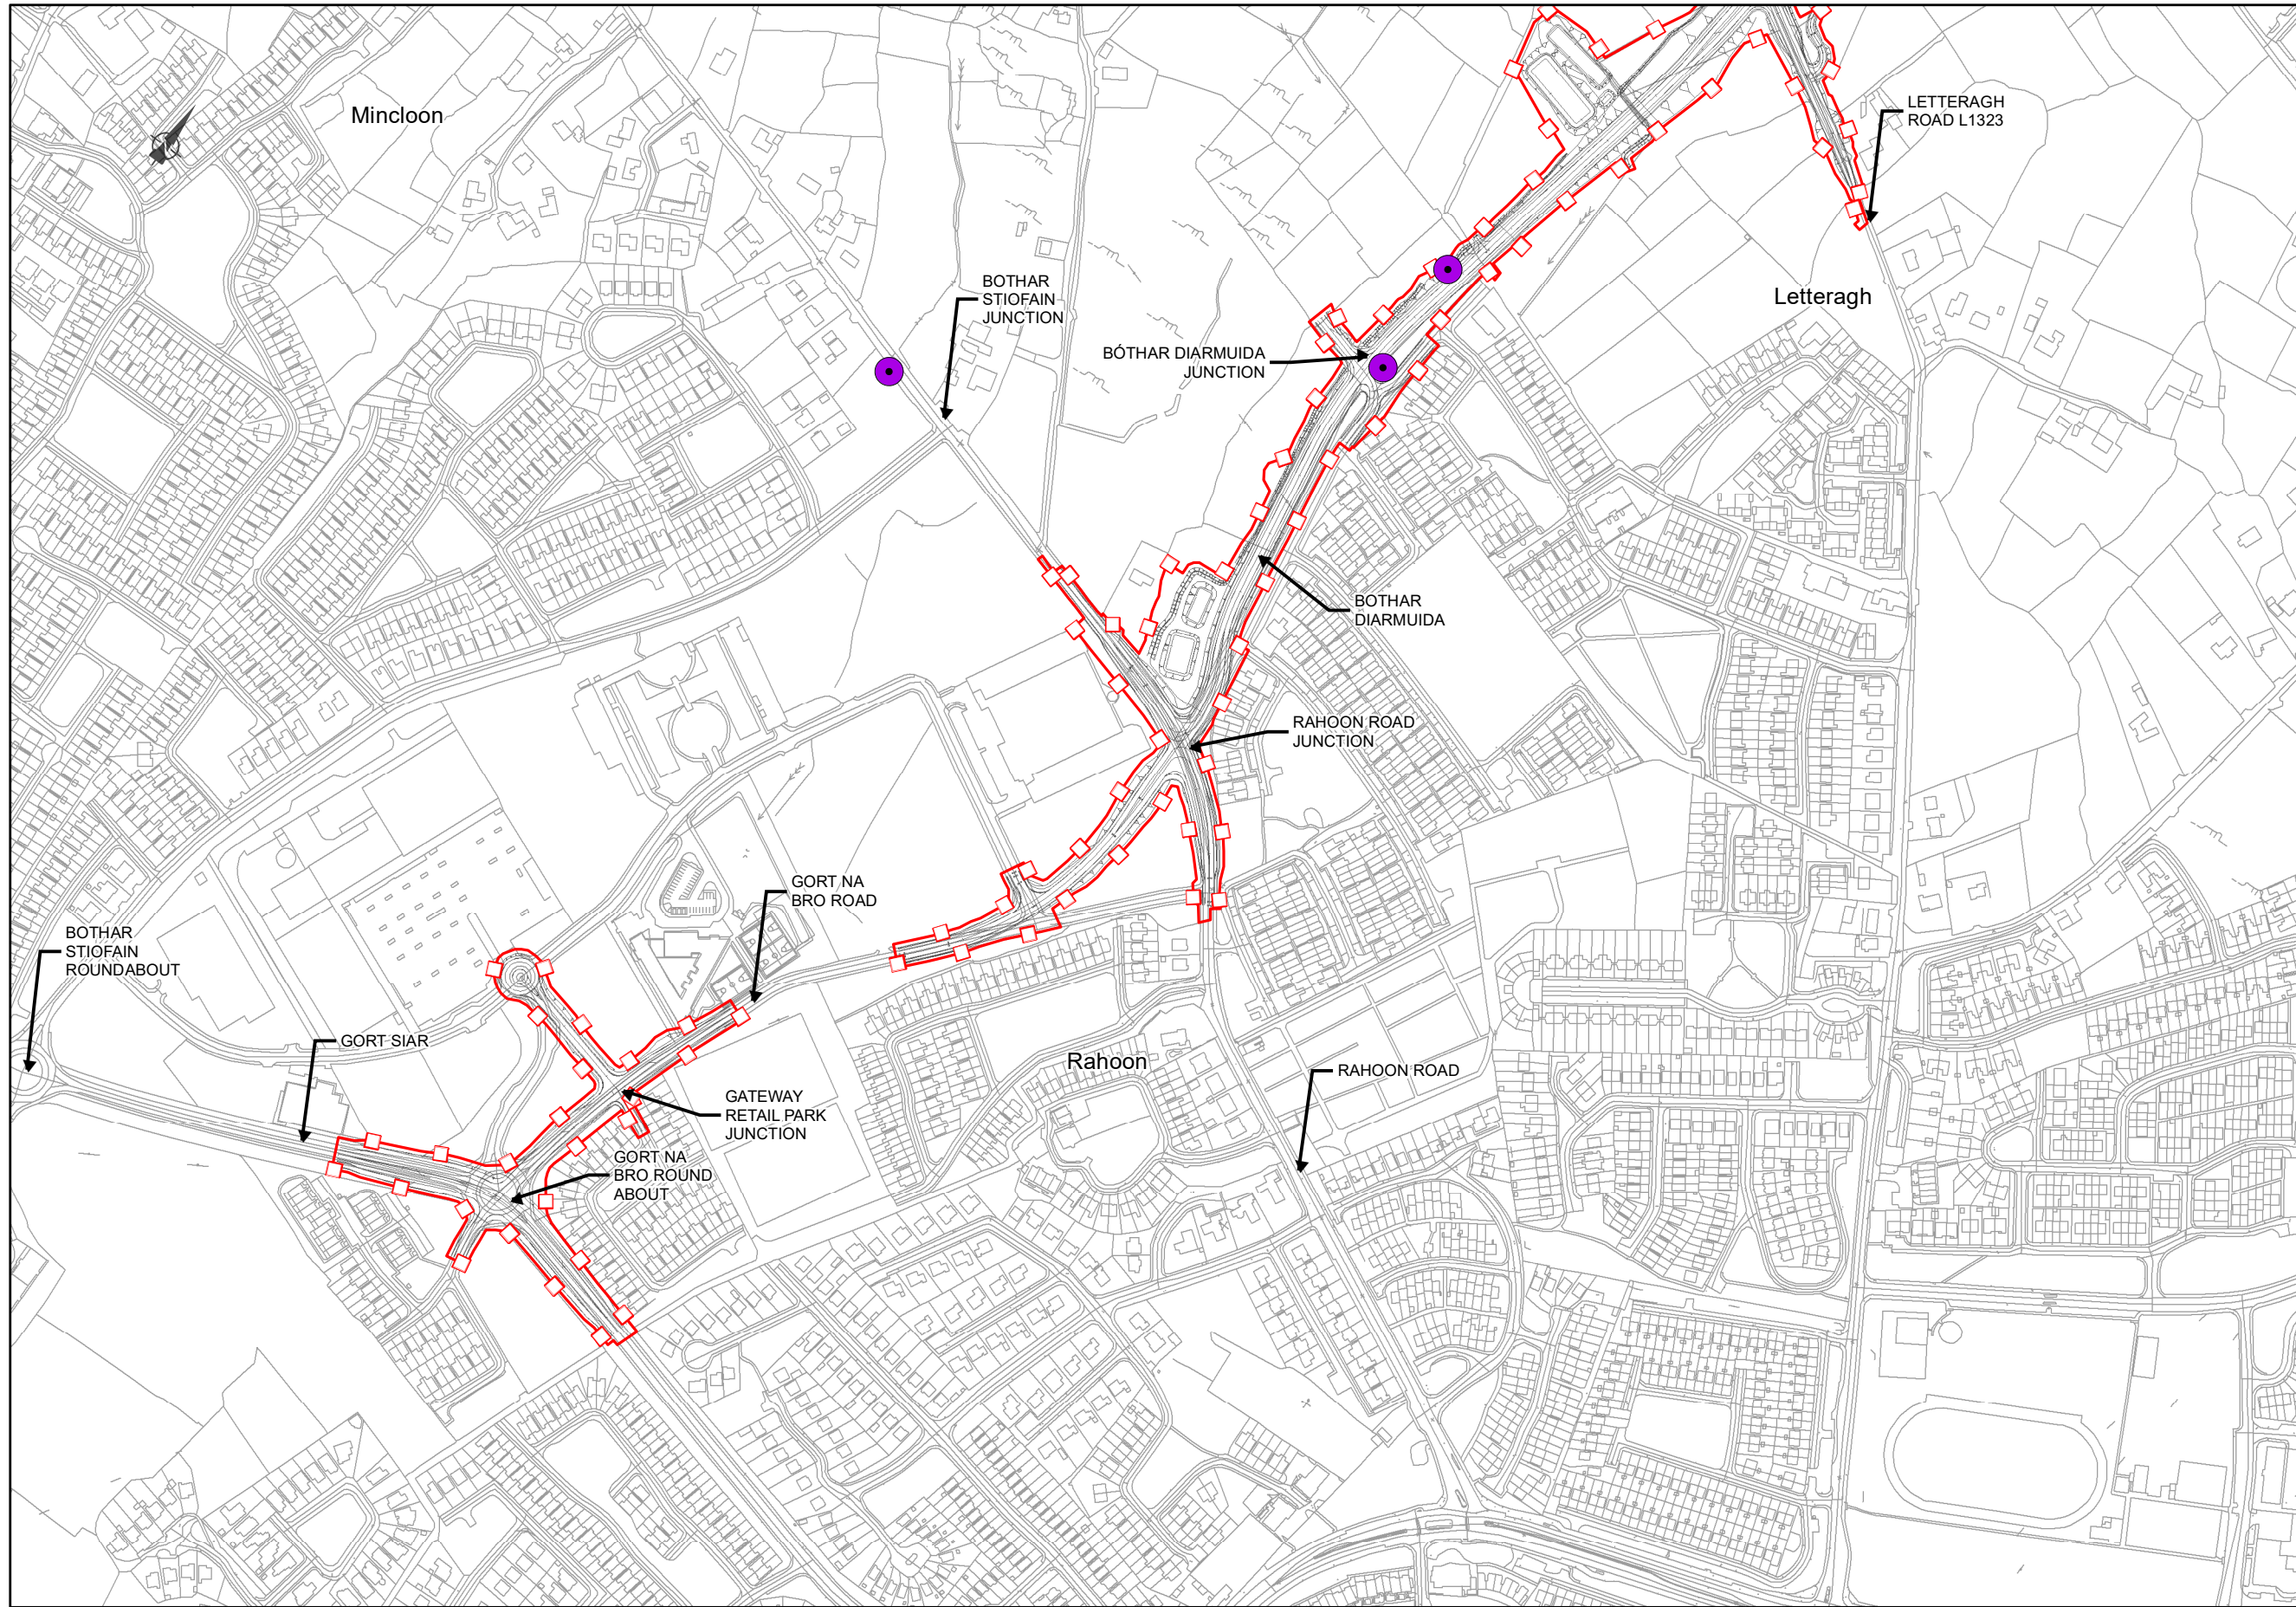 Mincloon
LETTERAGH
ROAD L1323
BOTHAR
STIOFAIN
JUNCTION
Letteragh
BÓTHAR DIARMUIDA
JUNCTION
BOTHAR
DIARMUIDA
RAHOON ROAD
JUNCTION
GORT NA
BRO ROAD
BOTHAR
STIOFAIN
ROUNDABOUT
GORT SIAR
Rahoon
RAHOON ROAD
GATEWAY
RETAIL PARK
JUNCTION
GORT NA
BRO ROUND
ABOUT